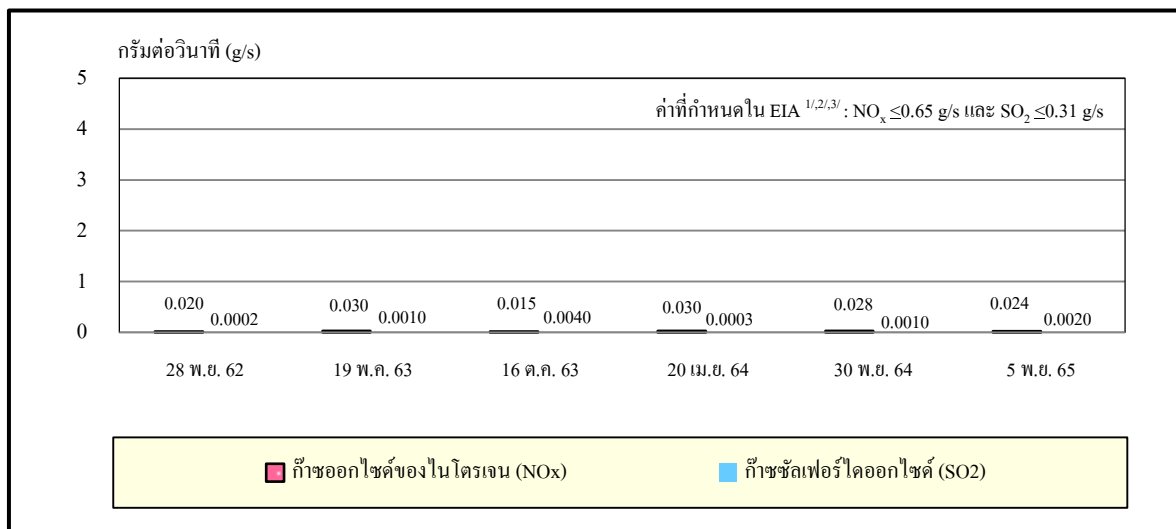 กรัมต่อวินาที (g/s)
5
ค่าที่กำหนดใน EIA 1/,2/,3/ : NOx ≤0.65 g/s และ SO2 ≤0.31 g/s
4
3
2
1
0.020 0.0002 0.030 0.0010 0.015 0.0040 0.030 0.0003 0.028 0.0010 0.024 0.0020
0
28 พ.ย. 62 19 พ.ค. 63 16 ต.ค. 63 20 เม.ย. 64 30 พ.ย. 64 5 พ.ย. 65
ก๊าซออกไซด์ของไนโตรเจน (NOx) ก๊าซซัลเฟอร์ไดออกไซด์ (SO2)